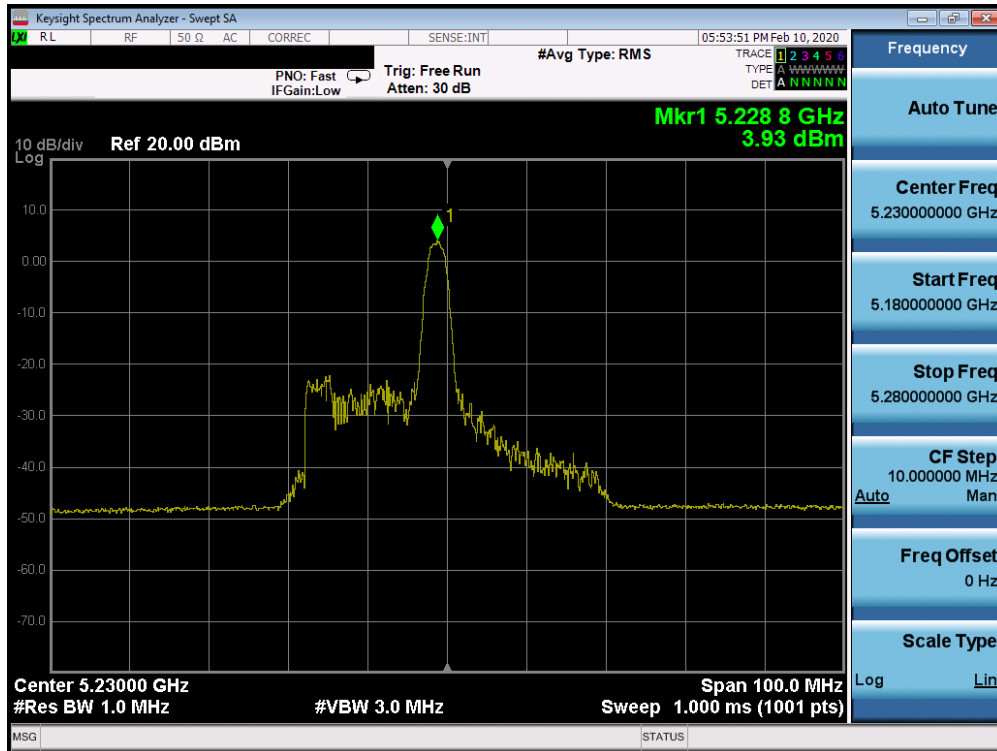 Keysight Spectrum Analyzer - Swept SA
LXI RL RF 50 Ω AC CORREC SENSE:INT 05:53:51 PM Feb 10, 2020
#Avg Type: RMS TRACE 1 2 3 4 5 6
PNO: Fast Trig: Free Run TYPE A WWWWW
IFGain:Low Atten: 30 dB DET A N N N N N
Mkr1 5.228 8 GHz
3.93 dBm
10 dB/div Ref 20.00 dBm
Log
1
10.0
0.00
-10.0
-20.0
-30.0
-40.0
-50.0
-60.0
-70.0
Center 5.23000 GHz Span 100.0 MHz
#Res BW 1.0 MHz #VBW 3.0 MHz Sweep 1.000 ms (1001 pts)
MSG STATUS
Frequency
Auto Tune
Center Freq
5.230000000 GHz
Start Freq
5.180000000 GHz
Stop Freq
5.280000000 GHz
CF Step
10.000000 MHz
Auto Man
Freq Offset
0 Hz
Scale Type
Log Lin